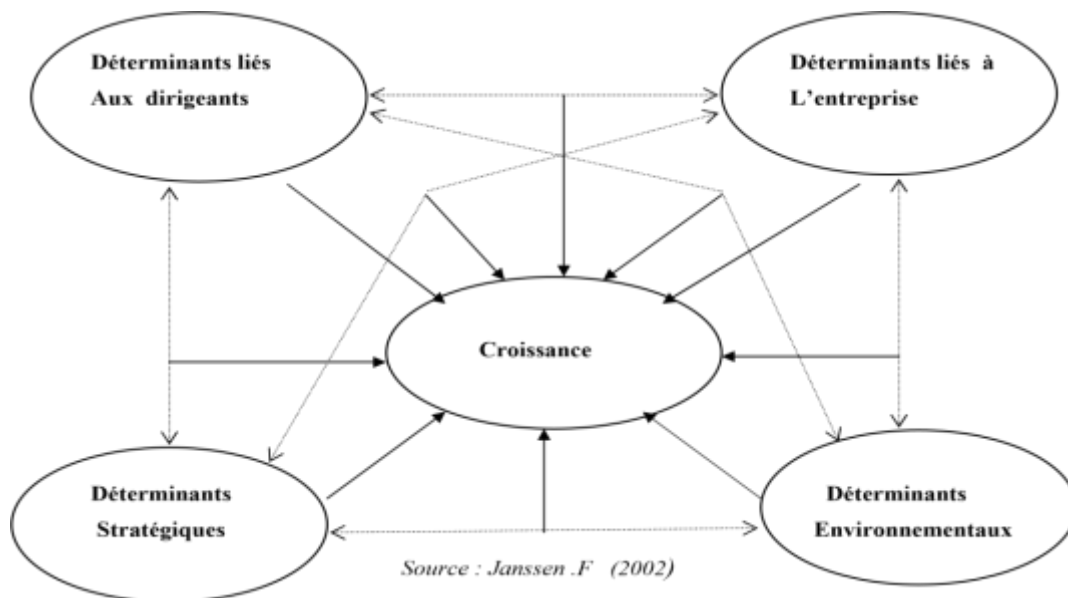 Déterminants liés
Aux dirigeants
Déterminants liés à
L'entreprise
Croissance
Déterminants
Stratégiques
Déterminants
Environnementaux
Source : Janssen .F (2002)